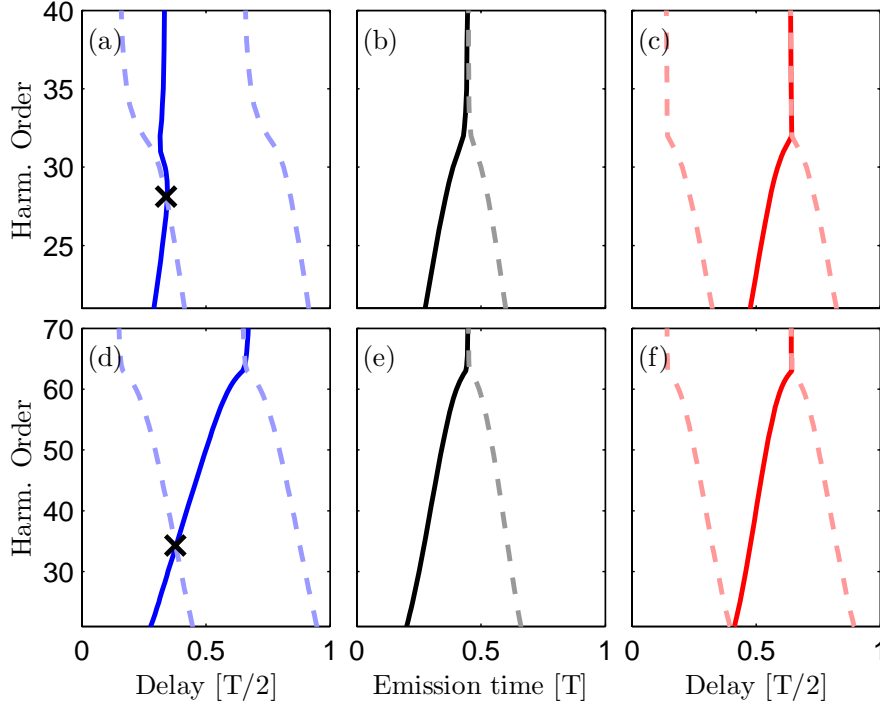 40
35
30
25
Harm. Order
(a)
(b)
(c)
70
60
50
40
30
Harm. Order
(d)
(e)
(f)
0 0.5 1
0 0.5 1
0 0.5 1
Delay [T/2]
Emission time [T]
Delay [T/2]